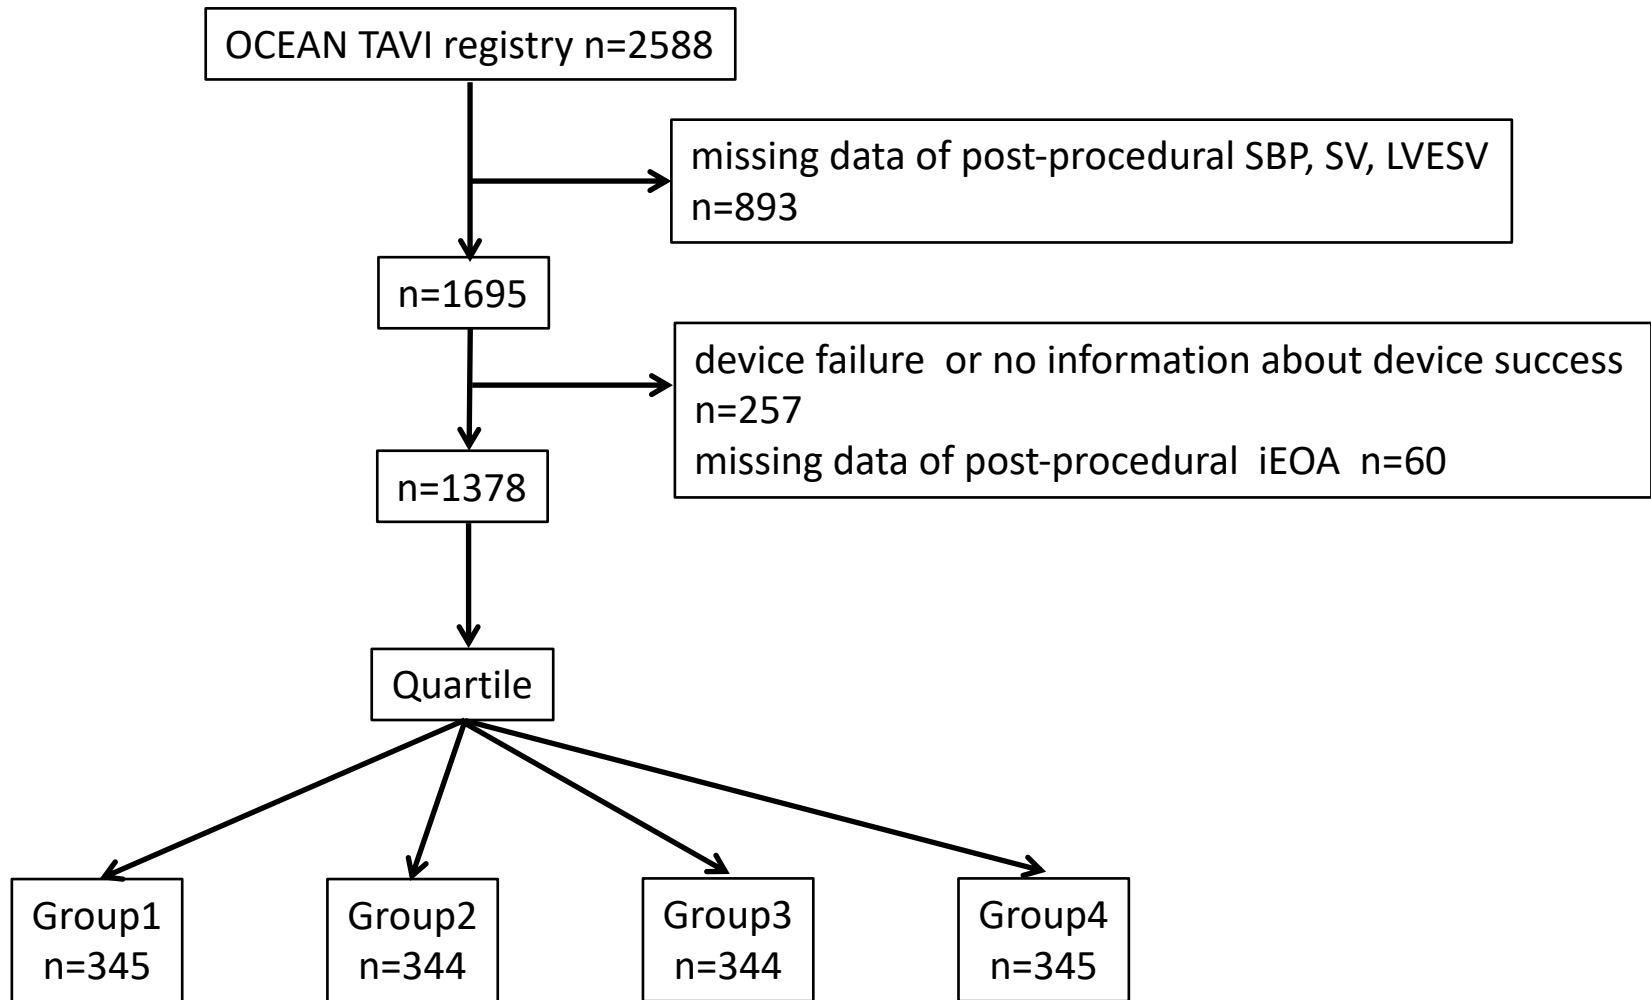 OCEAN TAVI registry n=2588
missing data of post-procedural SBP, SV, LVESV
n=893
n=1695
device failure  or no information about device success
n=257
missing data of post-procedural  iEOA  n=60
n=1378
Quartile
Group1
n=345
Group2
n=344
Group3
n=344
Group4
n=345